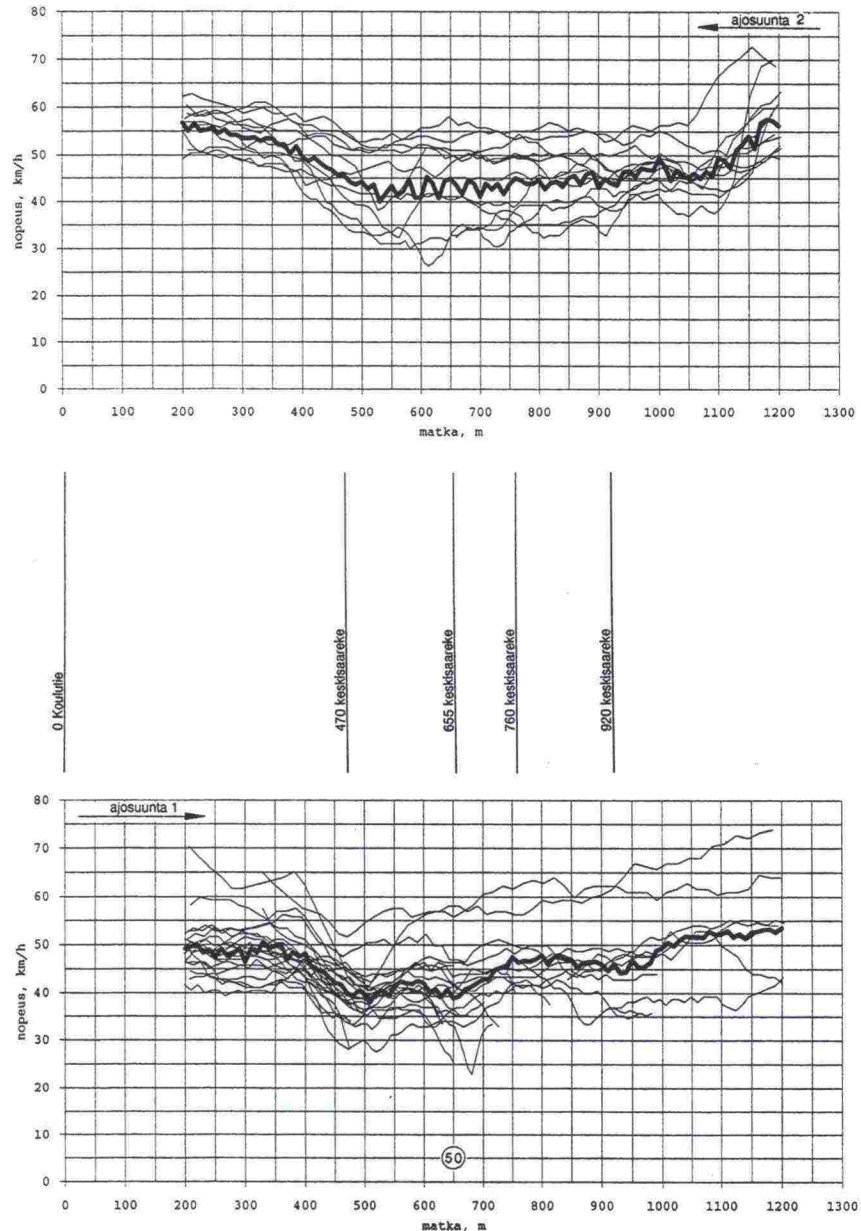 80
ajosuunta 2
70
60
50
40
30
20
10
0
nopeus, km/h
0 100 200 300 400 500 600 700 800 900 1000 1100 1200 1300
matka, m
0 Koulutie
470 keskisaareke
655 keskisaareke
760 keskisaareke
920 keskisaareke
80
ajosuunta 1
70
60
50
40
30
20
10
0
nopeus, km/h
50
0 100 200 300 400 500 600 700 800 900 1000 1100 1200 1300
matka, m